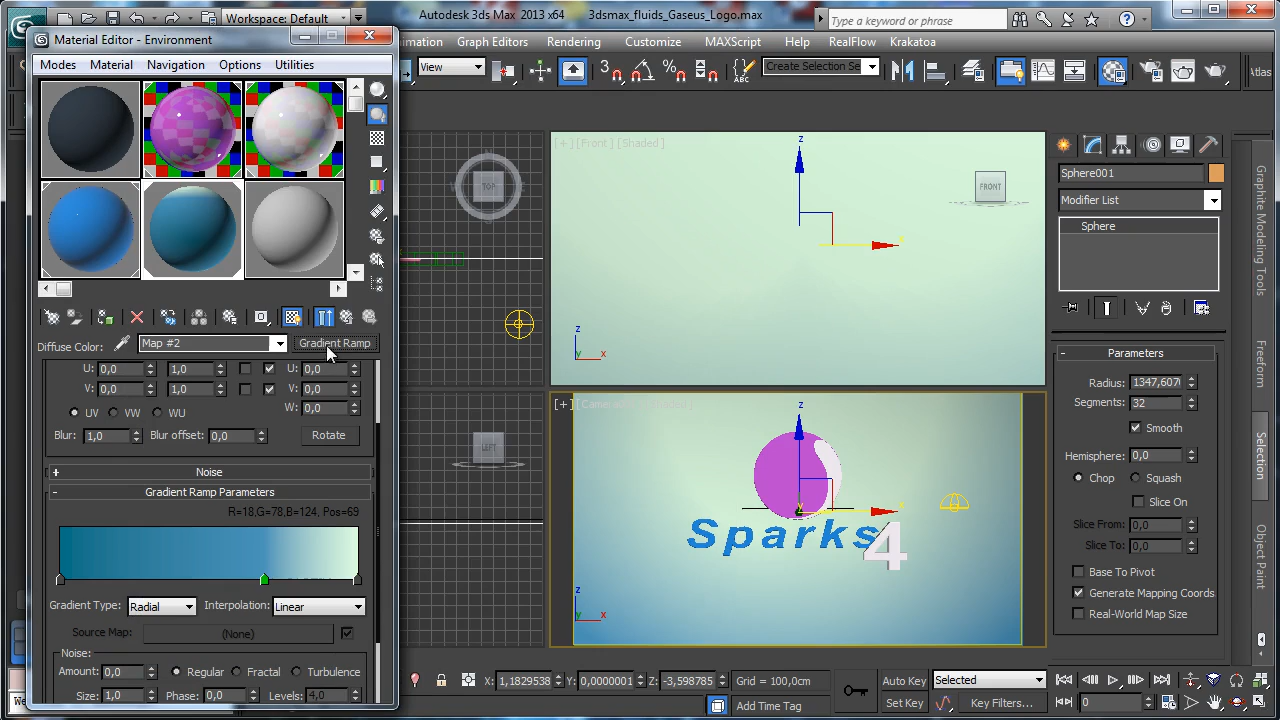 Workspace: Default
Autodesk 3ds Max 2013 x64
3dsmax_fluids_Gaseus_Logo.max
Type a keyword or phrase
Material Editor - Environment
Graph Editors
Rendering
Customize
MAXScript
Help
RealFlow
Krakatoa
Modes
Material
Navigation
Options
Utilities
View
Create Selection Se
Atlas
[+] [Front] [Shaded]
z
x
TOP
FRONT
Sphere001
Modifier List
Sphere
Graphite Modeling Tools
Freeform
Selection
Object Paint
Diffuse Color:
Map #2
Gradient Ramp
U: 0,0
1,0
U: 0,0
V: 0,0
1,0
V: 0,0
W: 0,0
UV
VW
WU
Blur: 1,0
Blur offset: 0,0
Rotate
+ Noise
- Gradient Ramp Parameters
R=18,G=78,B=124, Pos=69
Gradient Type: Radial
Interpolation: Linear
Source Map:
(None)
Noise:
Amount: 0,0
Regular
Fractal
Turbulence
Size: 1,0
Phase: 0,0
Levels: 4,0
LEFT
Sparks
4
- Parameters
Radius: 1347,607
Segments: 32
Smooth
Hemisphere: 0,0
Chop
Squash
Slice On
Slice From: 0,0
Slice To: 0,0
Base To Pivot
Generate Mapping Coords
Real-World Map Size
X: 1,1829538
Y: 0,0000001
Z: -3,598785
Grid = 100,0cm
Add Time Tag
Auto Key
Selected
Set Key
Key Filters...
0